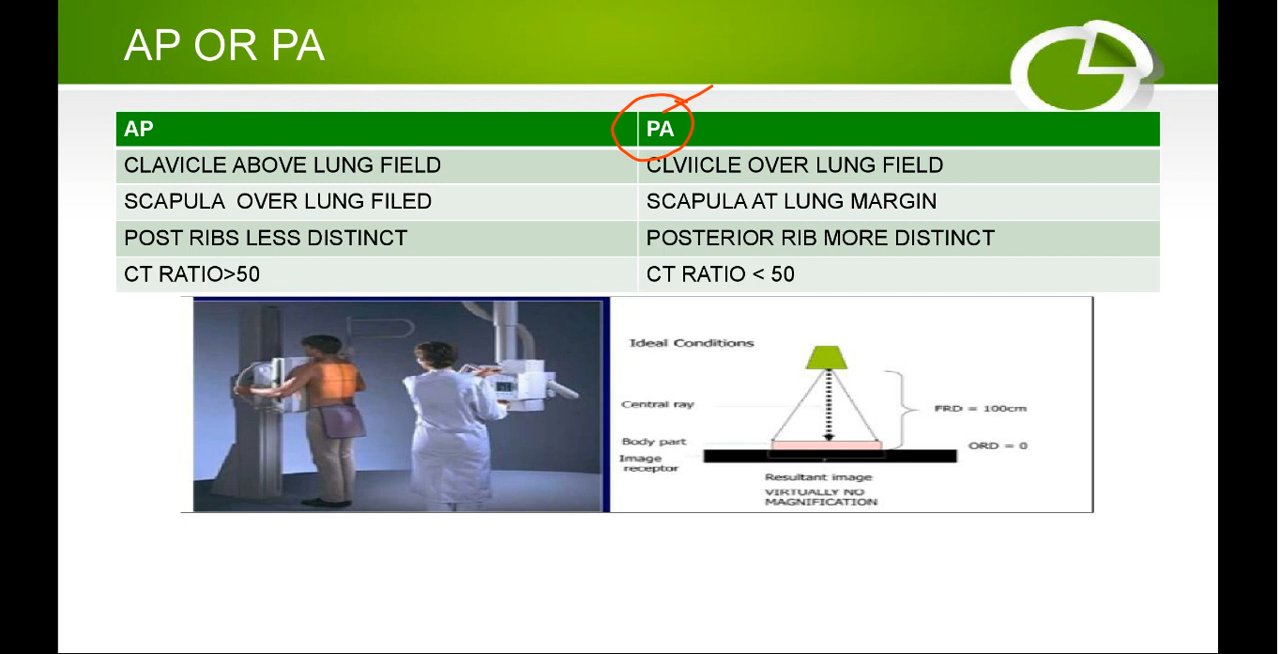 AP OR PA
AP PA
CLAVICLE ABOVE LUNG FIELD CLVIICLE OVER LUNG FIELD
SCAPULA OVER LUNG FILED SCAPULA AT LUNG MARGIN
POST RIBS LESS DISTINCT POSTERIOR RIB MORE DISTINCT
CT RATIO>50 CT RATIO < 50
Ideal Conditions
Central ray
FRD = 100cm
Body part
ORD = 0
Image
receptor
Resultant image
VIRTUALLY NO
MAGNIFICATION